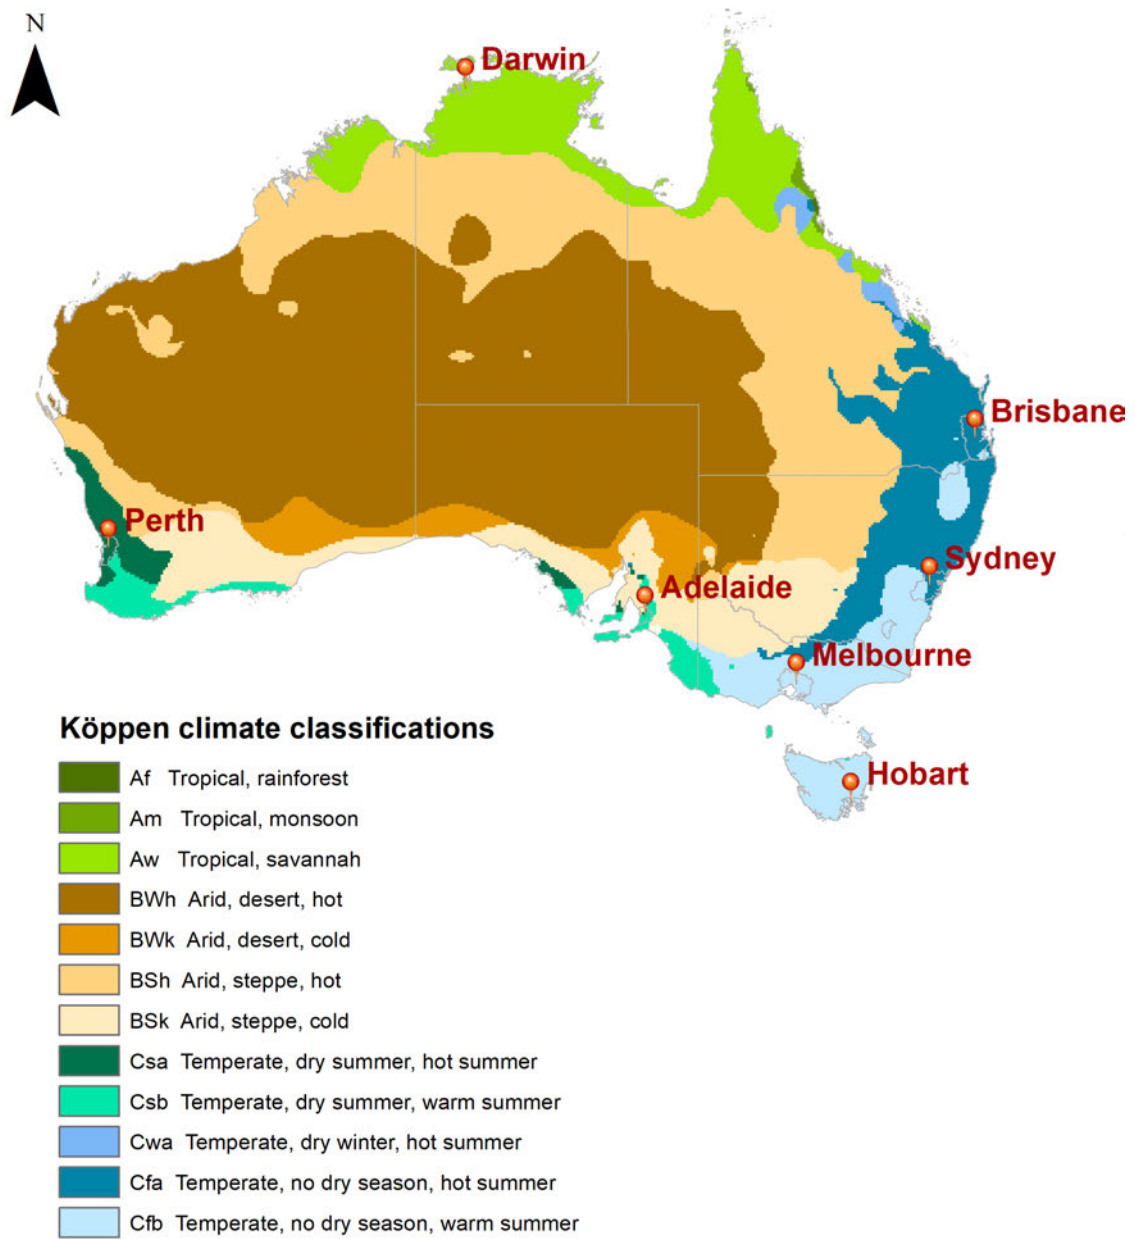 N
Darwin
Brisbane
Perth
Sydney
Adelaide
Melbourne
Hobart
Köppen climate classifications
Af Tropical, rainforest
Am Tropical, monsoon
Aw Tropical, savannah
BWh Arid, desert, hot
BWk Arid, desert, cold
BSh Arid, steppe, hot
BSk Arid, steppe, cold
Csa Temperate, dry summer, hot summer
Csb Temperate, dry summer, warm summer
Cwa Temperate, dry winter, hot summer
Cfa Temperate, no dry season, hot summer
Cfb Temperate, no dry season, warm summer